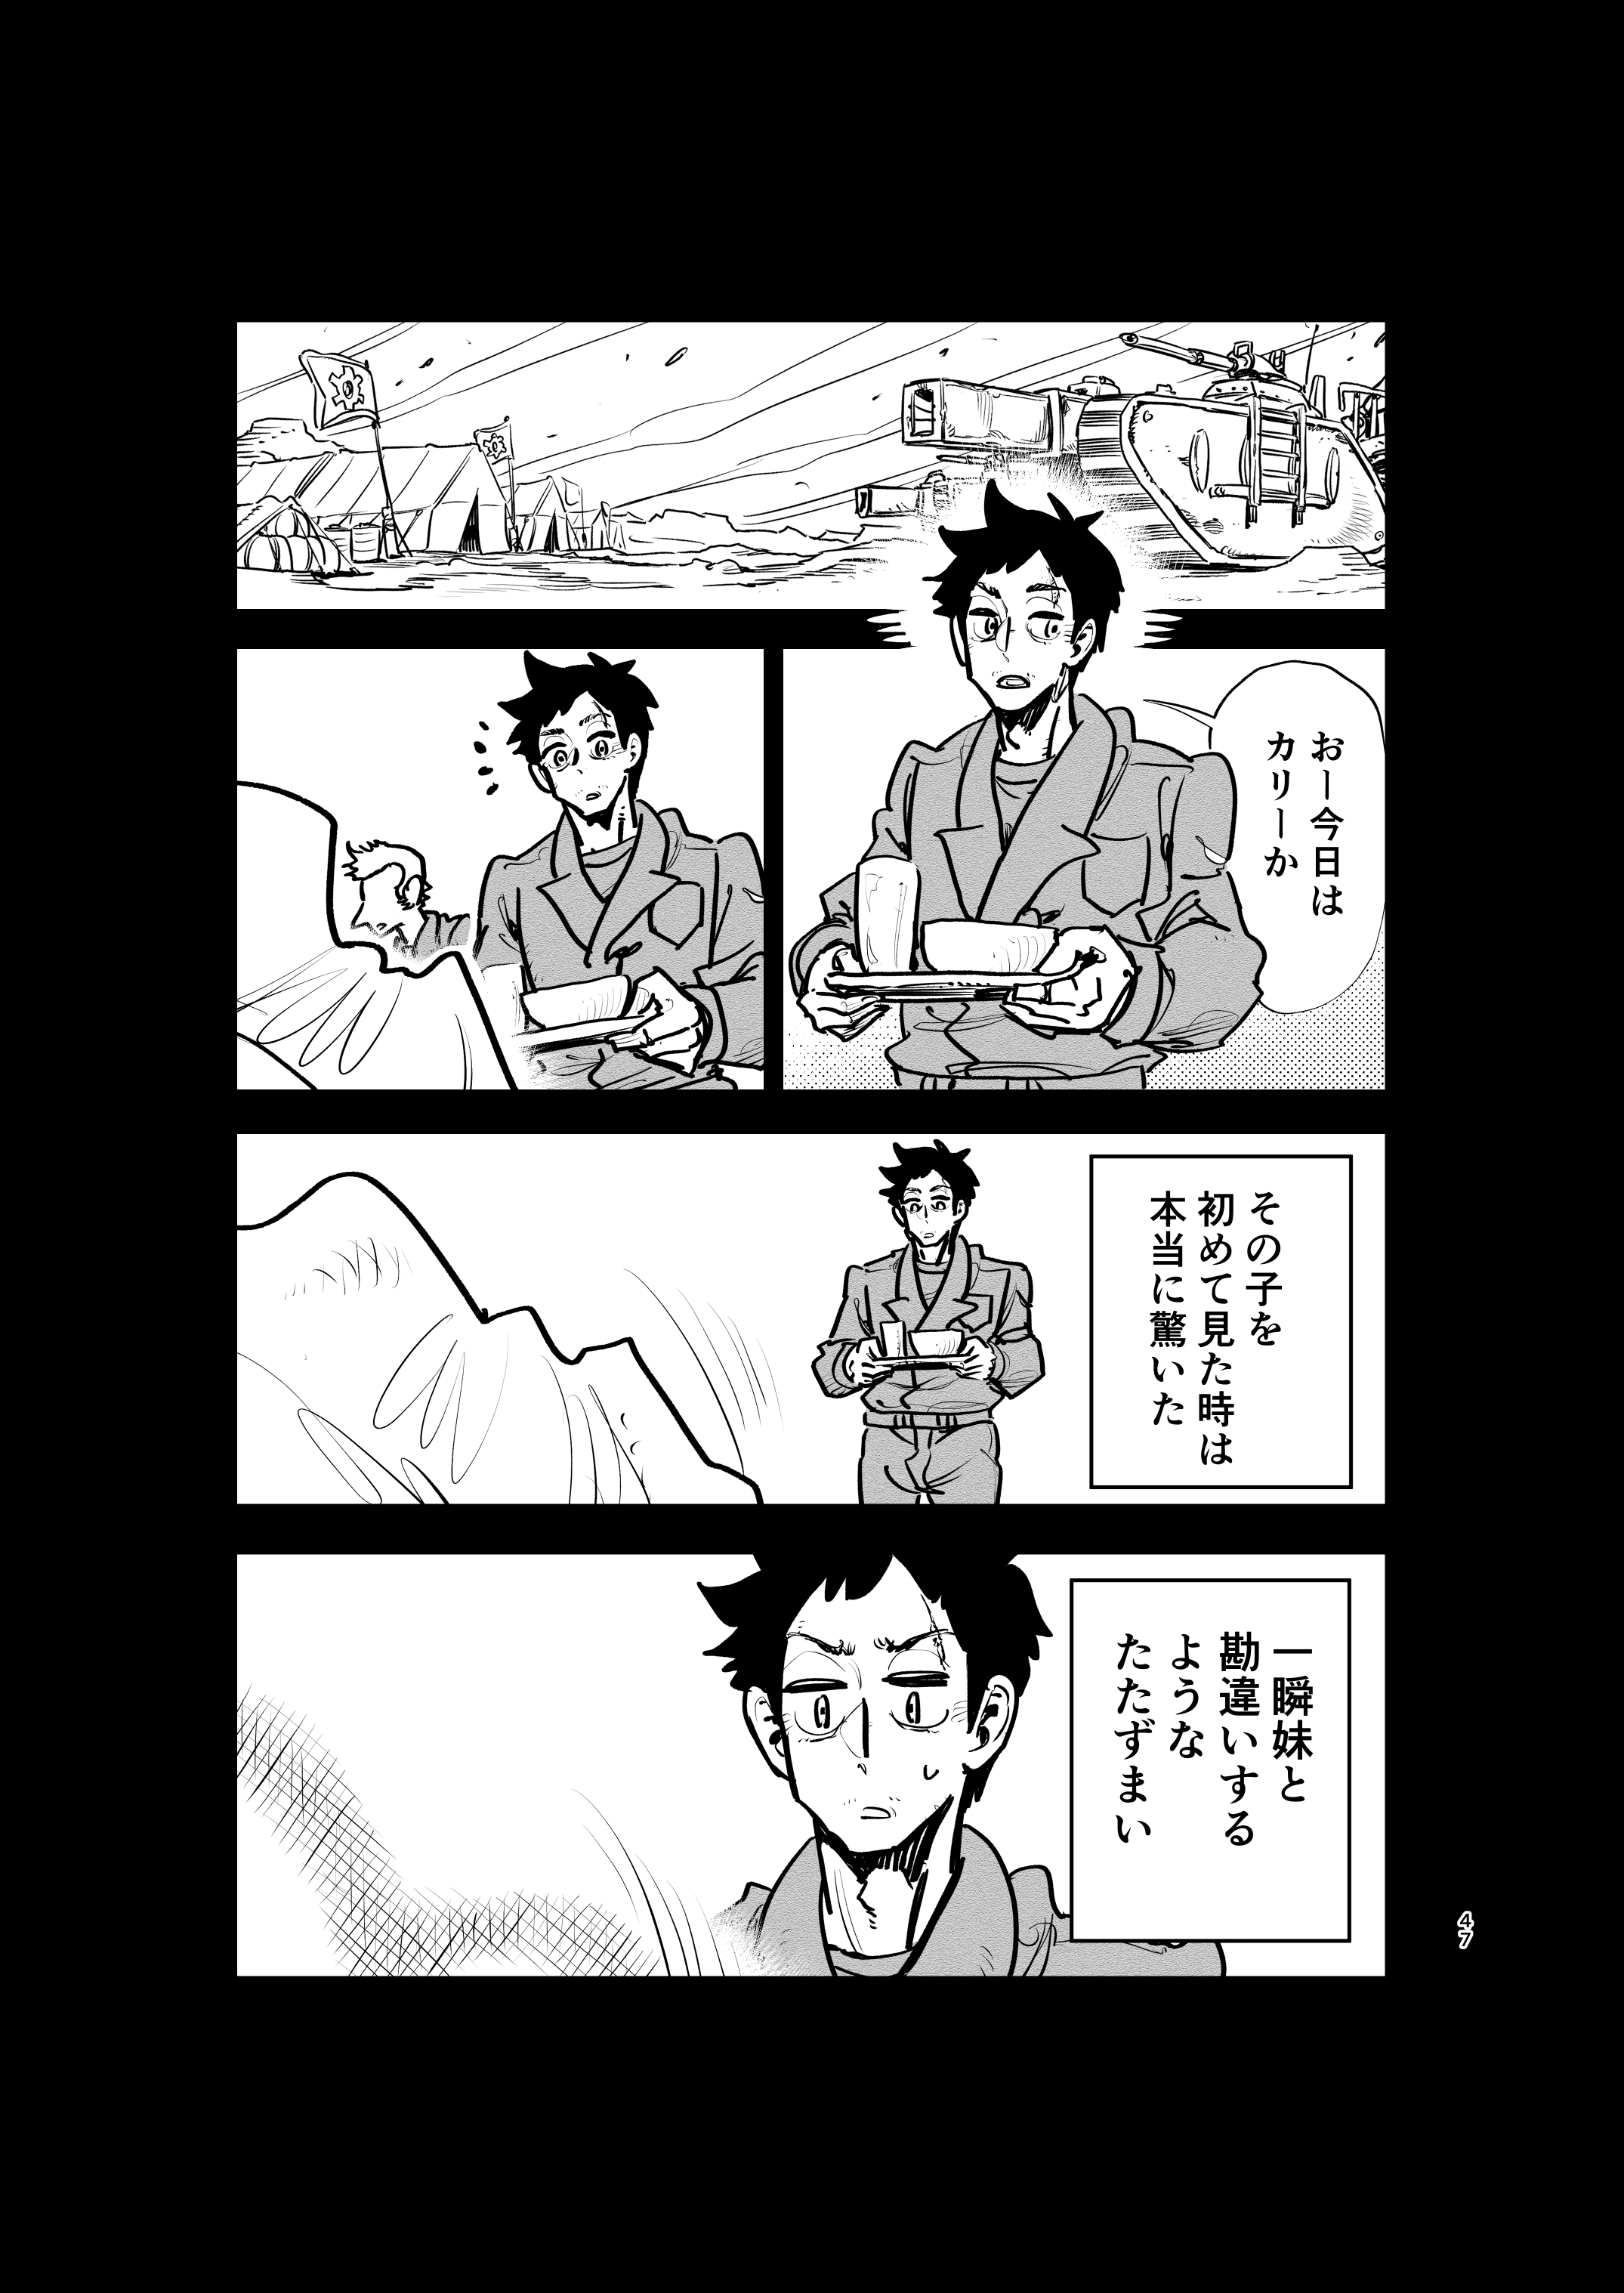 おー今日は
カリーか
その子を
初めて見た時は
本当に驚いた
一瞬妹と
勘違いする
ような
たたずまい
47